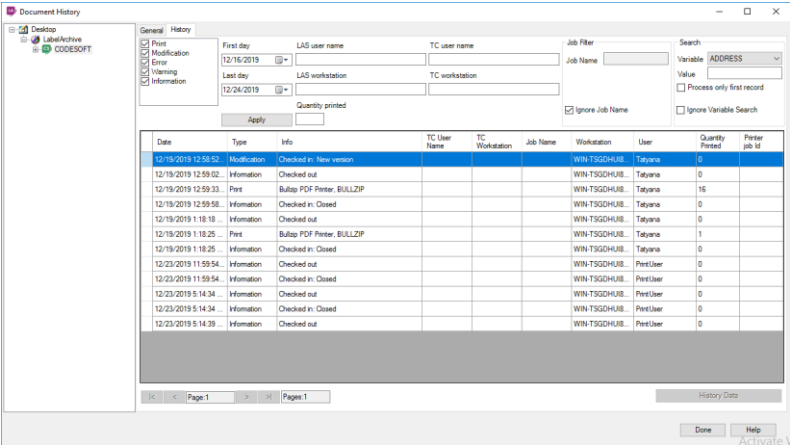 Document History
Desktop
LabelArchive
CODESOFT
General History
Print
Modification
Error
Warning
Information
First day
12/16/2019
Last day
12/24/2019
Apply
LAS user name
LAS workstation
Quantity printed
TC user name
TC workstation
Job Filter
Job Name
Ignore Job Name
Search
Variable ADDRESS
Value
Process only first record
Ignore Variable Search
Date Type Info TC User Name TC Workstation Job Name Workstation User Quantity Printed Printer job Id
12/19/2019 12:58:52... Modification Checked in: New version WIN-TSGDHUI8... Tatyana 0
12/19/2019 12:59:02... Information Checked out WIN-TSGDHUI8... Tatyana 0
12/19/2019 12:59:33... Print Bullzip PDF Printer, BULLZIP WIN-TSGDHUI8... Tatyana 16
12/19/2019 12:59:58... Information Checked in: Closed WIN-TSGDHUI8... Tatyana 0
12/19/2019 1:18:18 ... Information Checked out WIN-TSGDHUI8... Tatyana 0
12/19/2019 1:18:25 ... Print Bullzip PDF Printer, BULLZIP WIN-TSGDHUI8... Tatyana 1
12/19/2019 1:18:25 ... Information Checked in: Closed WIN-TSGDHUI8... Tatyana 0
12/23/2019 11:59:54... Information Checked out WIN-TSGDHUI8... PrintUser 0
12/23/2019 11:59:54... Information Checked in: Closed WIN-TSGDHUI8... PrintUser 0
12/23/2019 5:14:34 ... Information Checked out WIN-TSGDHUI8... PrintUser 0
12/23/2019 5:14:34 ... Information Checked in: Closed WIN-TSGDHUI8... PrintUser 0
12/23/2019 5:14:39 ... Information Checked out WIN-TSGDHUI8... PrintUser 0
|< < Page:1 > >| Pages:1 History Data
Done Help
Activate